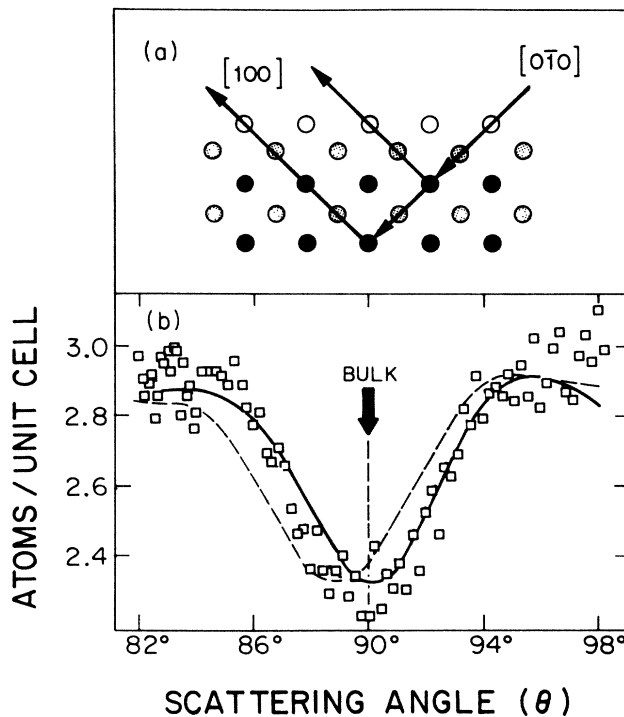 (a)
[100]
[01̄0]
(b)
BULK
3.0
2.8
2.6
2.4
ATOMS / UNIT CELL
82°
86°
90°
94°
98°
SCATTERING ANGLE (θ)